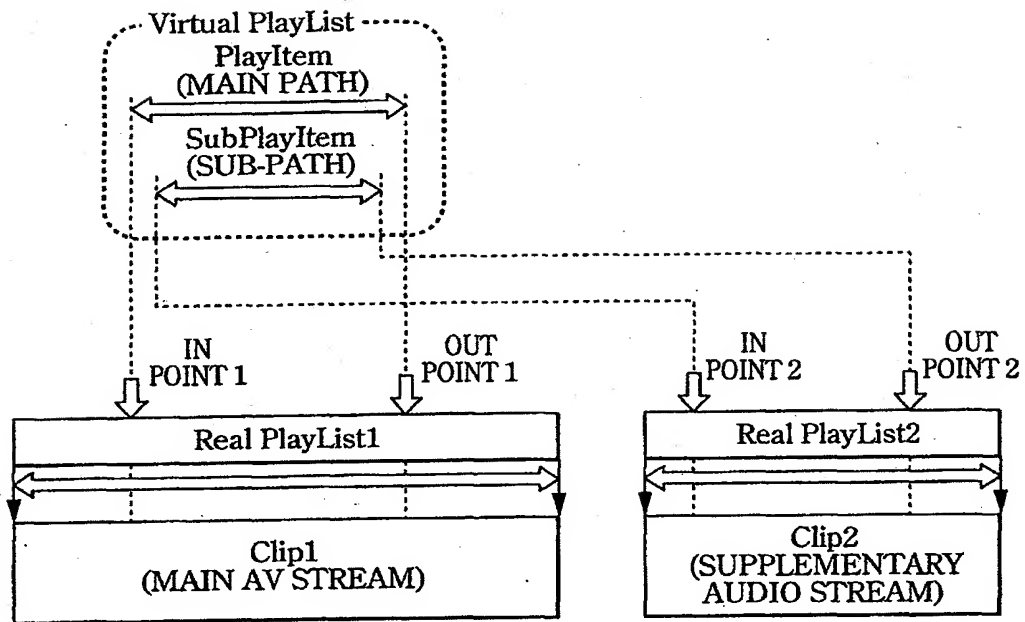 Virtual PlayList
PlayItem
(MAIN PATH)
SubPlayItem
(SUB-PATH)
IN
POINT 1
OUT
POINT 1
IN
POINT 2
OUT
POINT 2
Real PlayList1
Real PlayList2
Clip1
(MAIN AV STREAM)
Clip2
(SUPPLEMENTARY
AUDIO STREAM)